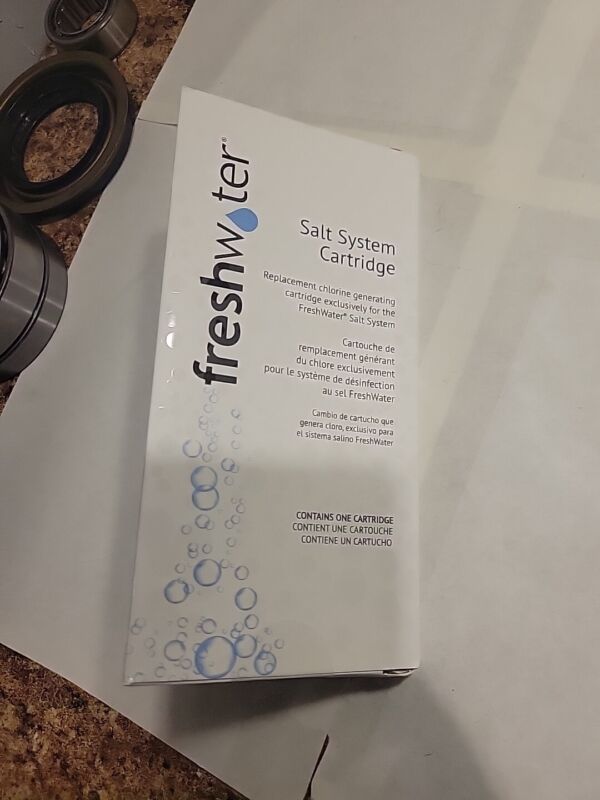 freshwater®
Salt System
Cartridge
Replacement chlorine generating
cartridge exclusively for the
FreshWater® Salt System
Cartouche de
remplacement générant
du chlore exclusivement
pour le système de désinfection
au sel FreshWater
Cambio de cartucho que
genera cloro, exclusivo para
el sistema salino FreshWater
CONTAINS ONE CARTRIDGE
CONTIENT UNE CARTOUCHE
CONTIENE UN CARTUCHO